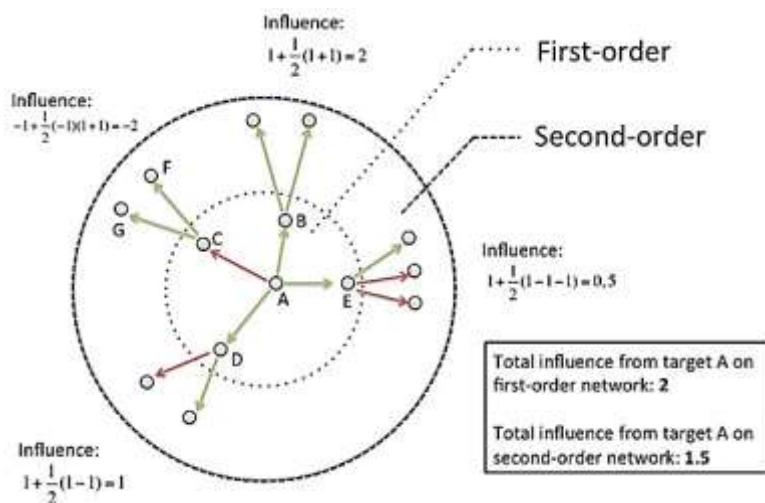 Influence:
1+1/2(1+1)=2
First-order
Influence:
-1+1/2(-1)(1+1)=-2
Second-order
F
G
C
B
A
E
D
Influence:
1+1/2(1-1-1)=0,5
Total influence from target A on
first-order network: 2
Total influence from target A on
second-order network: 1.5
Influence:
1+1/2(1-1)=1